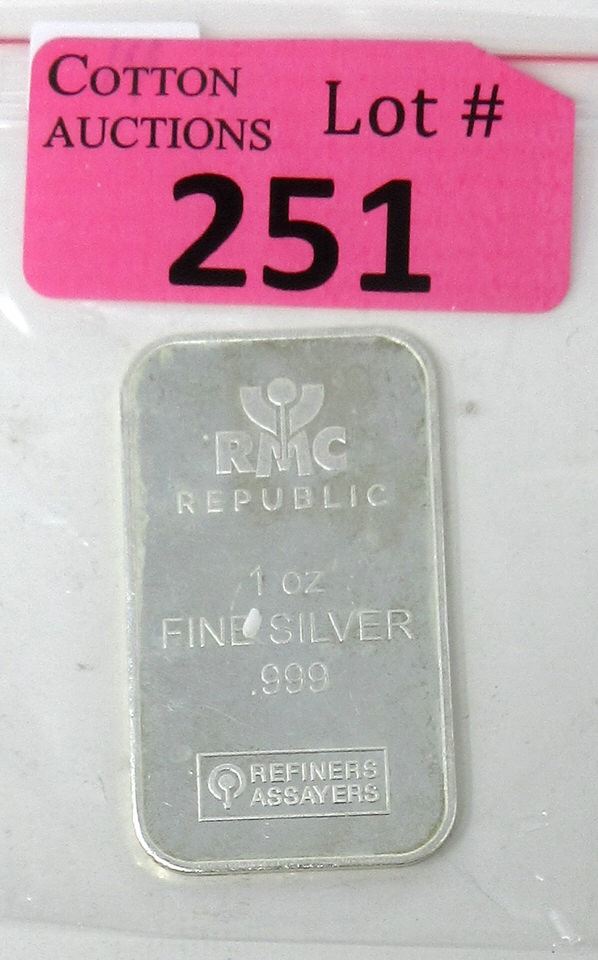 COTTON
AUCTIONS
Lot #
251
RMC
REPUBLIC
1 oz
FINE SILVER
.999
REFINERS
ASSAYERS